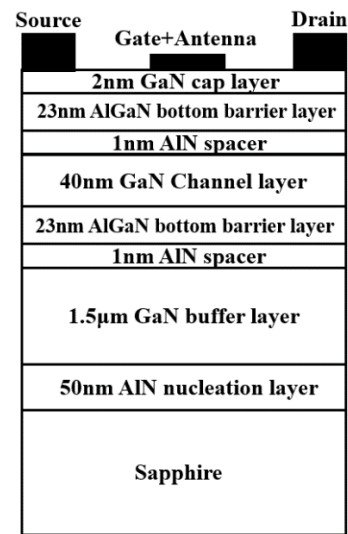 Source
Drain
Gate+Antenna
2nm GaN cap layer
23nm AlGaN bottom barrier layer
1nm AlN spacer
40nm GaN Channel layer
23nm AlGaN bottom barrier layer
1nm AlN spacer
1.5μm GaN buffer layer
50nm AlN nucleation layer
Sapphire